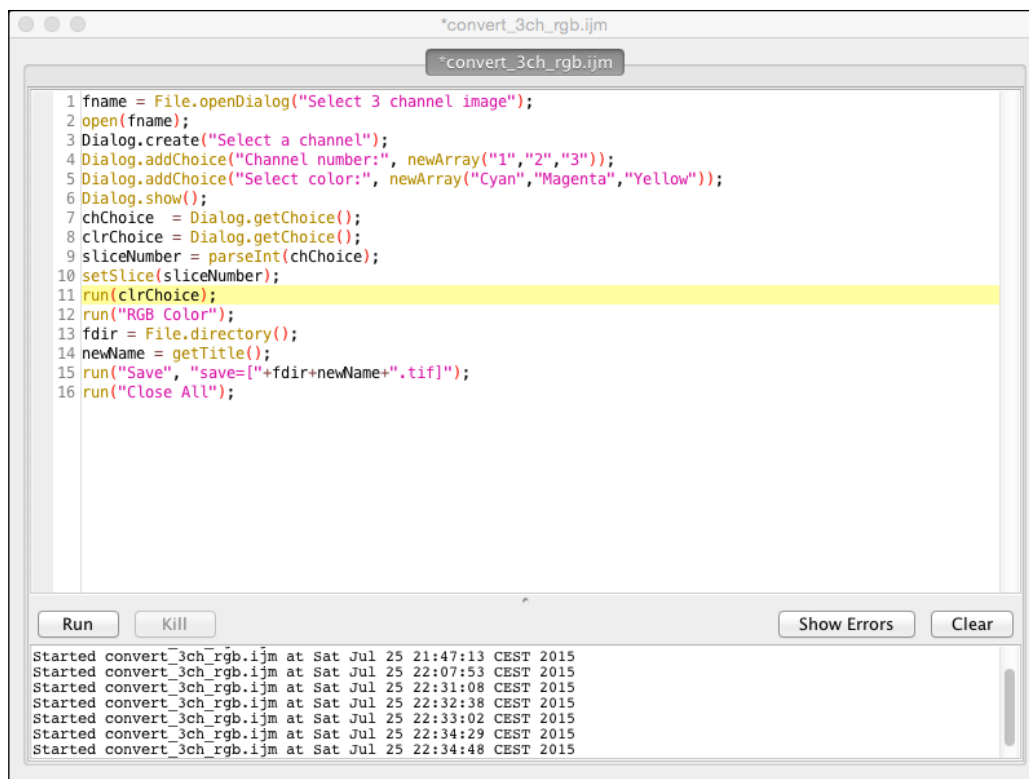 *convert_3ch_rgb.ijm
*convert_3ch_rgb.ijm
1 fname = File.openDialog("Select 3 channel image");
2 open(fname);
3 Dialog.create("Select a channel");
4 Dialog.addChoice("Channel number:", newArray("1","2","3"));
5 Dialog.addChoice("Select color:", newArray("Cyan","Magenta","Yellow"));
6 Dialog.show();
7 chChoice  = Dialog.getChoice();
8 clrChoice = Dialog.getChoice();
9 sliceNumber = parseInt(chChoice);
10 setSlice(sliceNumber);
11 run(clrChoice);
12 run("RGB Color");
13 fdir = File.directory();
14 newName = getTitle();
15 run("Save", "save=["+fdir+newName+".tif]");
16 run("Close All");
Run Kill Show Errors Clear
Started convert_3ch_rgb.ijm at Sat Jul 25 21:47:13 CEST 2015
Started convert_3ch_rgb.ijm at Sat Jul 25 22:07:53 CEST 2015
Started convert_3ch_rgb.ijm at Sat Jul 25 22:31:08 CEST 2015
Started convert_3ch_rgb.ijm at Sat Jul 25 22:32:38 CEST 2015
Started convert_3ch_rgb.ijm at Sat Jul 25 22:33:02 CEST 2015
Started convert_3ch_rgb.ijm at Sat Jul 25 22:34:29 CEST 2015
Started convert_3ch_rgb.ijm at Sat Jul 25 22:34:48 CEST 2015